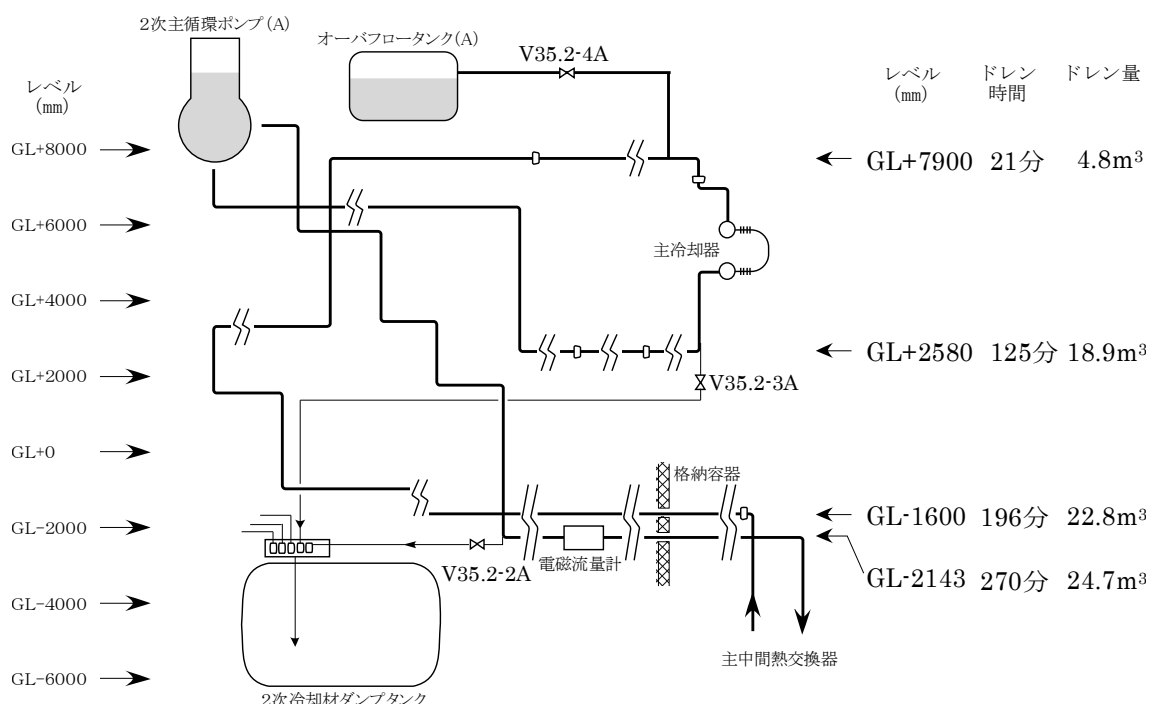 2次主循環ポンプ(A)
オーバフロータンク(A)
V35.2-4A
レベル
(mm)
レベル
(mm)
ドレン
時間
ドレン量
GL+8000
GL+7900 21分 4.8m³
GL+6000
主冷却器
GL+4000
GL+2580 125分 18.9m³
GL+2000
V35.2-3A
GL+0
格納容器
GL-2000
GL-1600 196分 22.8m³
V35.2-2A
電磁流量計
GL-2143 270分 24.7m³
GL-4000
主中間熱交換器
GL-6000
2次冷却材ダンプタンク